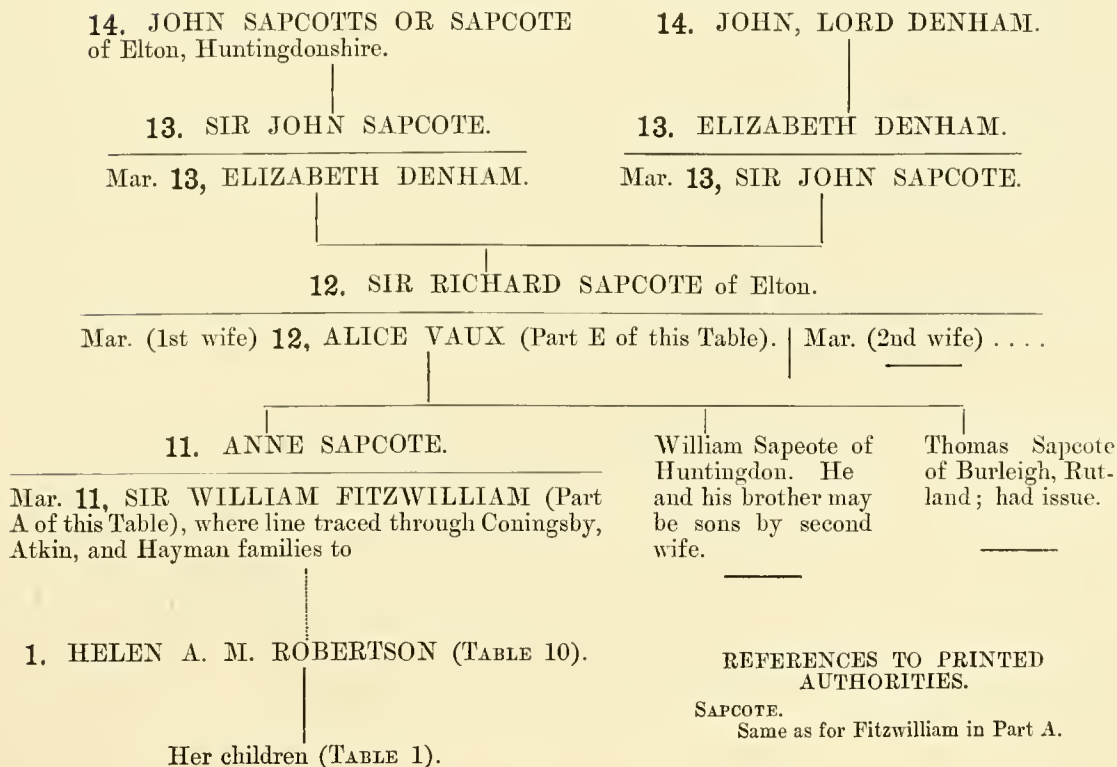 14. JOHN SAPCOTTS OR SAPCOTE
of Elton, Huntingdonshire.
14. JOHN, LORD DENHAM.
13. SIR JOHN SAPCOTE.
13. ELIZABETH DENHAM.
Mar. 13, ELIZABETH DENHAM.
Mar. 13, SIR JOHN SAPCOTE.
12. SIR RICHARD SAPCOTE of Elton.
Mar. (1st wife) 12, ALICE VAUX (Part E of this Table).
Mar. (2nd wife) . . . .
11. ANNE SAPCOTE.
Mar. 11, SIR WILLIAM FITZWILLIAM (Part
A of this Table), where line traced through Coningsby,
Atkin, and Hayman families to
William Sapeote of
Huntingdon. He
and his brother may
be sons by second
wife.
Thomas Sapcote
of Burleigh, Rut-
land; had issue.
1. HELEN A. M. ROBERTSON (TABLE 10).
Her children (TABLE 1).
REFERENCES TO PRINTED
AUTHORITIES.
SAPCOTE.
Same as for Fitzwilliam in Part A.